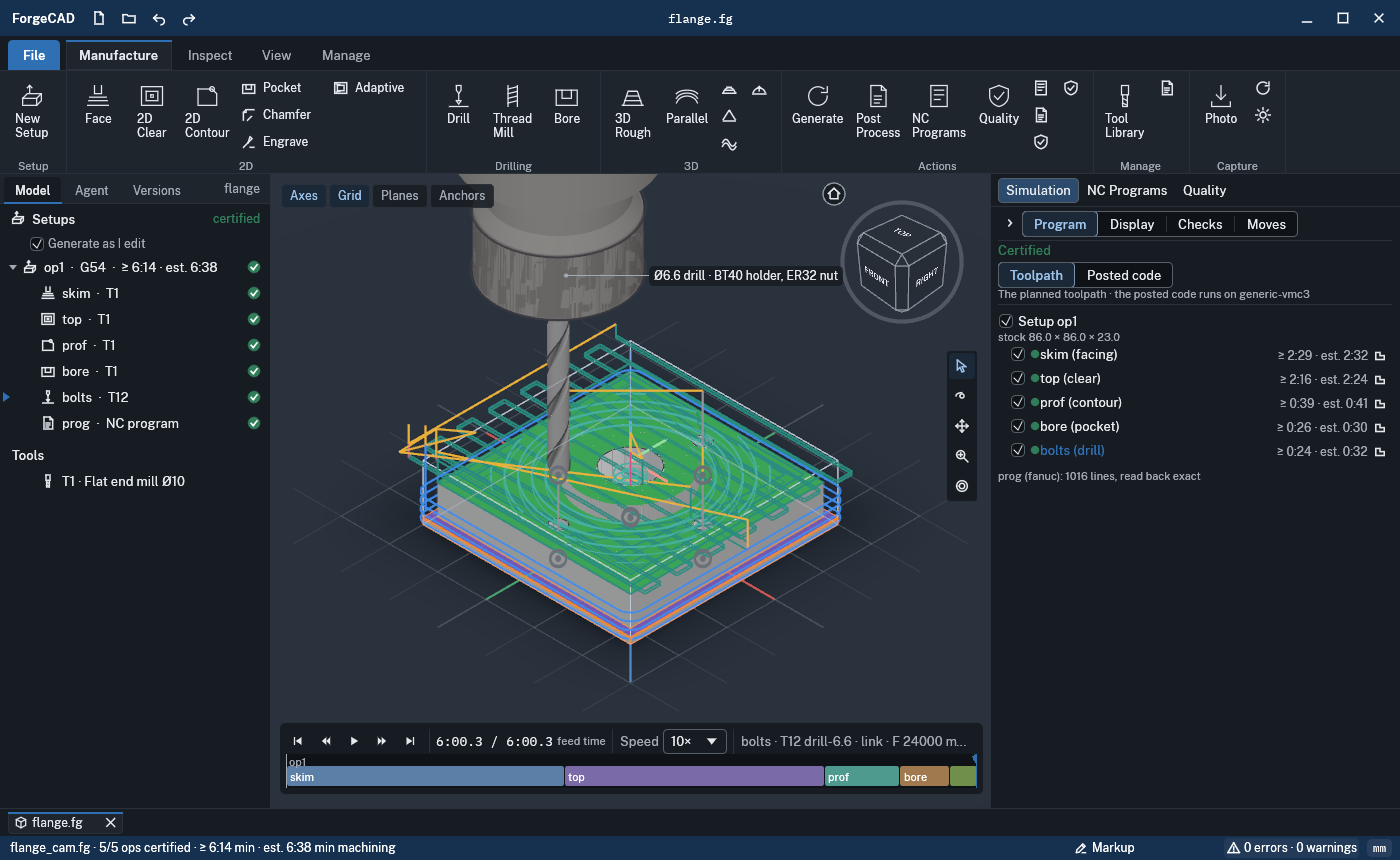 ForgeCAD
flange.fg
File
Manufacture
Inspect
View
Manage
New Setup
Face
2D Clear
2D Contour
Pocket
Chamfer
Engrave
Adaptive
Drill
Thread Mill
Bore
3D Rough
Parallel
Generate
Post Process
NC Programs
Quality
Tool Library
Photo
Setup
2D
Drilling
3D
Actions
Manage
Capture
Model
Agent
Versions
flange
Setups
certified
Generate as I edit
op1 · G54 · ≥ 6:14 · est. 6:38
skim · T1
top · T1
prof · T1
bore · T1
bolts · T12
prog · NC program
Tools
T1 · Flat end mill Ø10
Axes
Grid
Planes
Anchors
Ø6.6 drill · BT40 holder, ER32 nut
TOP
FRONT
RIGHT
6:00.3 / 6:00.3 feed time
Speed
10×
bolts · T12 drill-6.6 · link · F 24000 m...
op1
skim
top
prof
bore
Simulation
NC Programs
Quality
Program
Display
Checks
Moves
Certified
Toolpath
Posted code
The planned toolpath · the posted code runs on generic-vmc3
Setup op1
stock 86.0 × 86.0 × 23.0
skim (facing) ≥ 2:29 · est. 2:32
top (clear) ≥ 2:16 · est. 2:24
prof (contour) ≥ 0:39 · est. 0:41
bore (pocket) ≥ 0:26 · est. 0:30
bolts (drill) ≥ 0:24 · est. 0:32
prog (fanuc): 1016 lines, read back exact
flange.fg
flange_cam.fg · 5/5 ops certified · ≥ 6:14 min · est. 6:38 min machining
Markup
0 errors · 0 warnings
mm